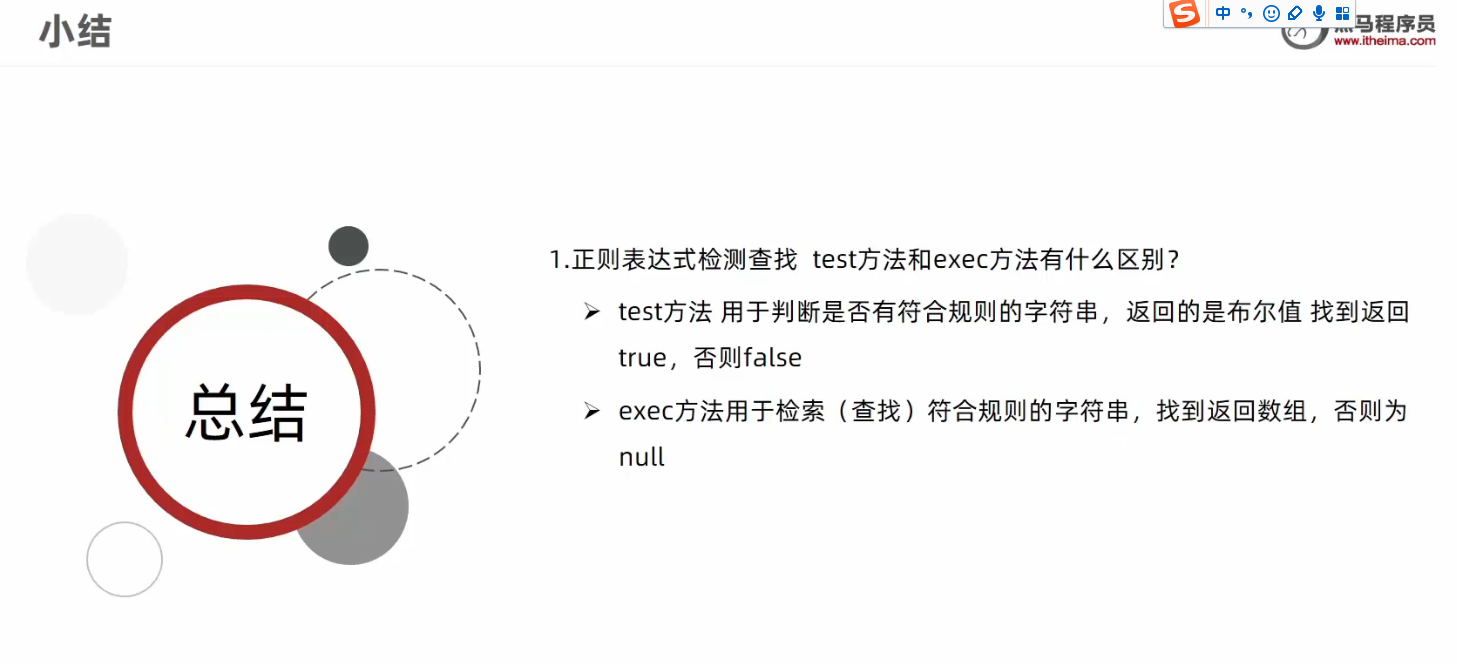 小结
中
马程序员
www.itheima.com
1.正则表达式检测查找 test方法和exec方法有什么区别？
➢ test方法 用于判断是否有符合规则的字符串，返回的是布尔值 找到返回
true，否则false
➢ exec方法用于检索（查找）符合规则的字符串，找到返回数组，否则为
null
总结